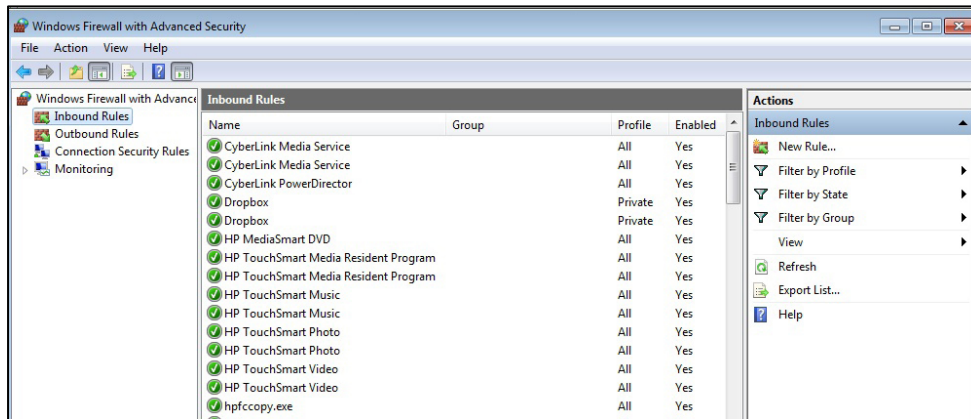 Windows Firewall with Advanced Security
File Action View Help
Windows Firewall with Advance
Inbound Rules
Outbound Rules
Connection Security Rules
Monitoring
Inbound Rules
Name Group Profile Enabled
CyberLink Media Service All Yes
CyberLink Media Service All Yes
CyberLink PowerDirector All Yes
Dropbox Private Yes
Dropbox Private Yes
HP MediaSmart DVD All Yes
HP TouchSmart Media Resident Program All Yes
HP TouchSmart Media Resident Program All Yes
HP TouchSmart Music All Yes
HP TouchSmart Music All Yes
HP TouchSmart Photo All Yes
HP TouchSmart Photo All Yes
HP TouchSmart Video All Yes
HP TouchSmart Video All Yes
hpfccopy.exe All Yes
Actions
Inbound Rules
New Rule...
Filter by Profile
Filter by State
Filter by Group
View
Refresh
Export List...
Help